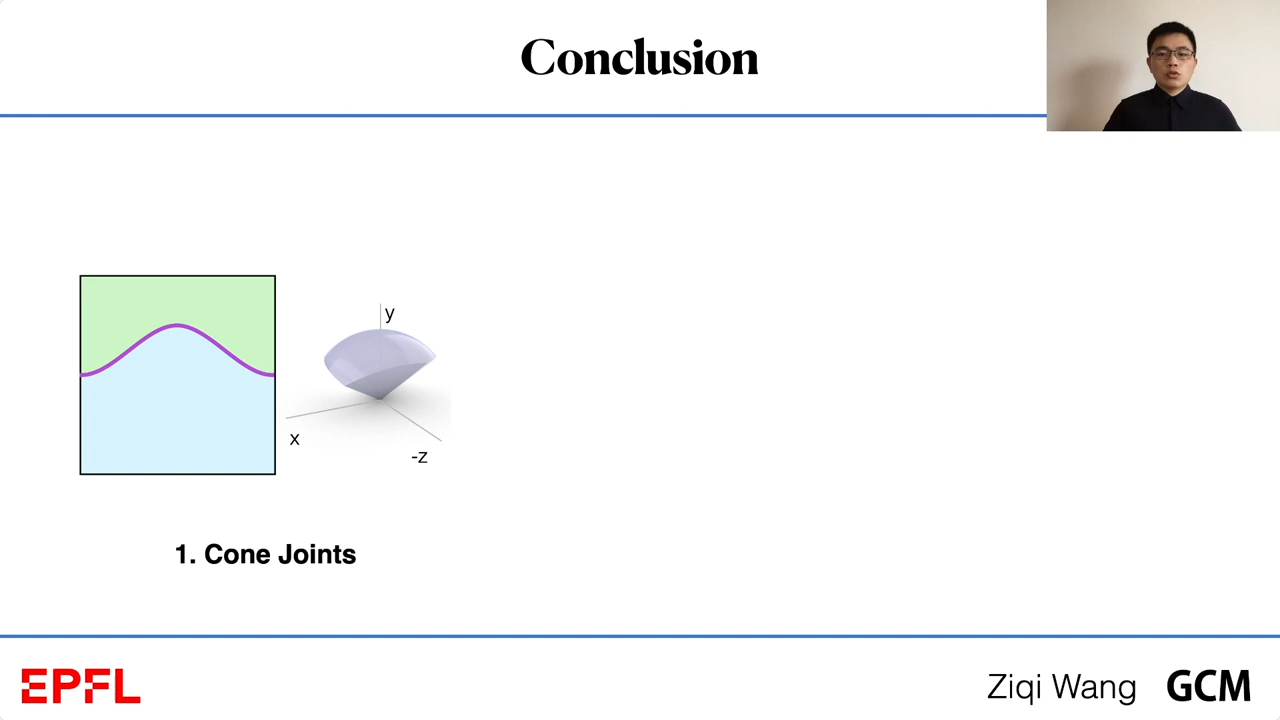 Conclusion
y
x
-z
1. Cone Joints
EPFL
Ziqi Wang GCM